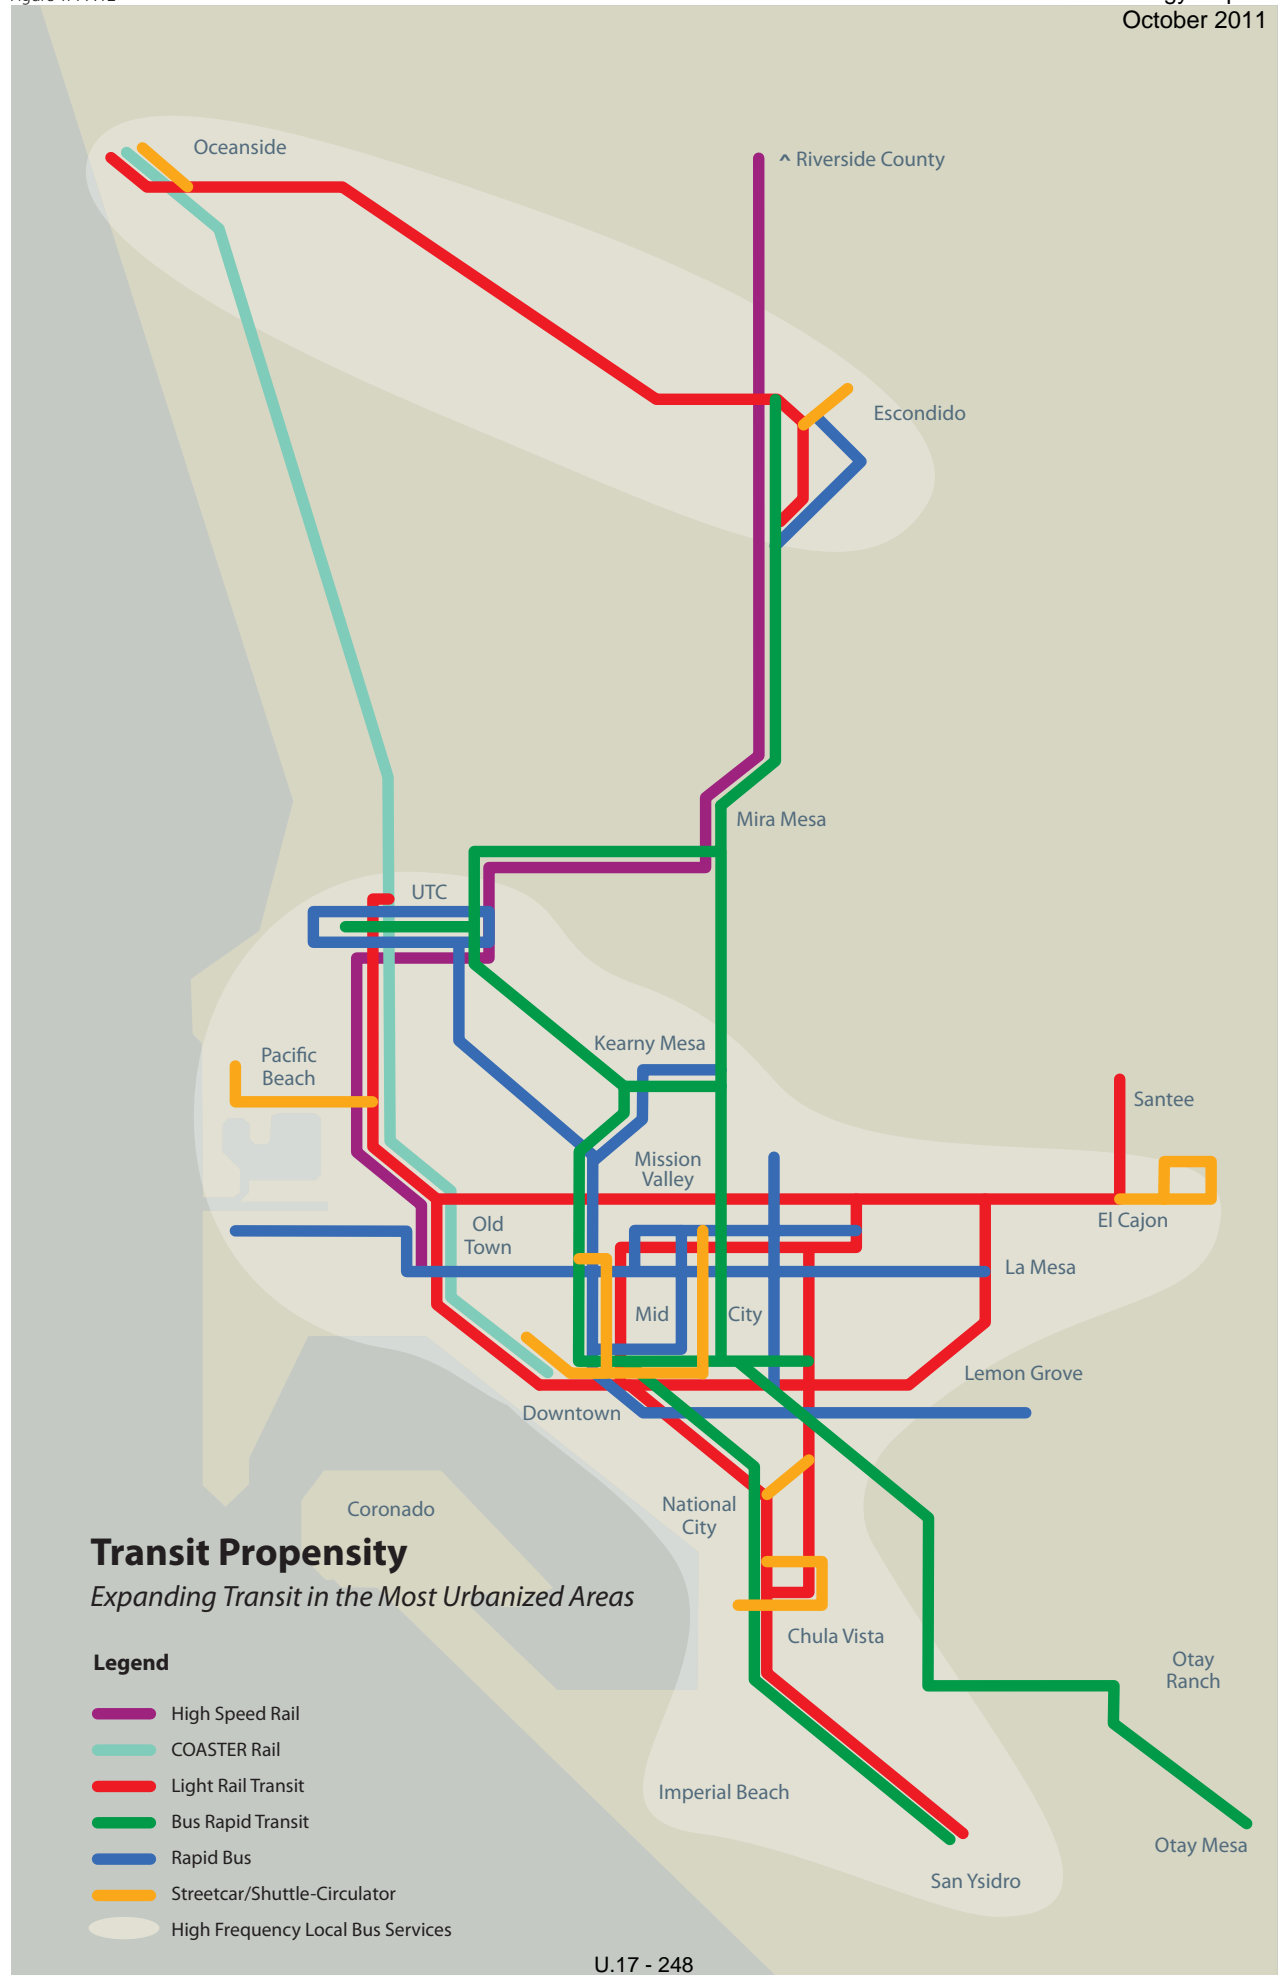 October 2011
Oceanside
^ Riverside County
Escondido
Mira Mesa
UTC
Kearny Mesa
Pacific
Beach
Santee
Mission
Valley
El Cajon
Old
Town
La Mesa
Mid
City
Lemon Grove
Downtown
National
City
Coronado
Transit Propensity
Expanding Transit in the Most Urbanized Areas
Chula Vista
Otay
Ranch
Legend
High Speed Rail
COASTER Rail
Light Rail Transit
Bus Rapid Transit
Rapid Bus
Streetcar/Shuttle-Circulator
High Frequency Local Bus Services
Imperial Beach
Otay Mesa
San Ysidro
U.17 - 248